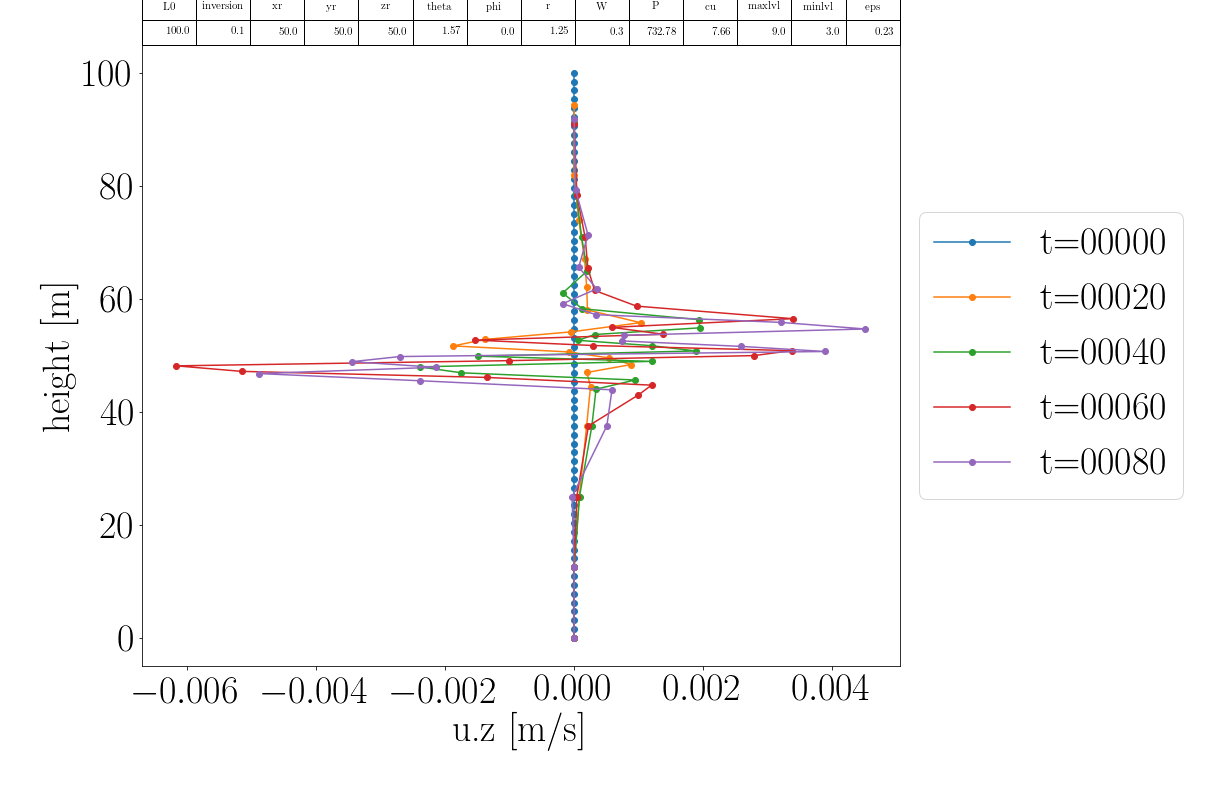 L0 inversion xr yr zr theta phi r W P cu maxlvl minlvl eps
100.0 0.1 50.0 50.0 50.0 1.57 0.0 1.25 0.3 732.78 7.66 9.0 3.0 0.23
100
80
60
40
20
0
height [m]
−0.006 −0.004 −0.002 0.000 0.002 0.004
u.z [m/s]
t=00000
t=00020
t=00040
t=00060
t=00080